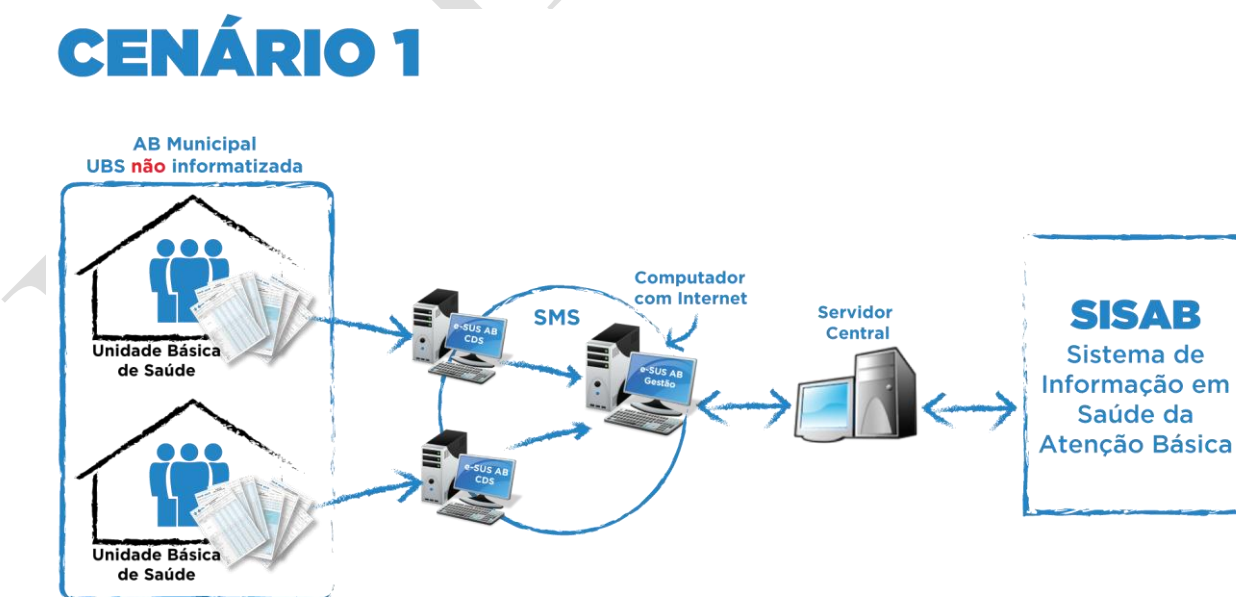 CENÁRIO 1
AB Municipal
UBS não informatizada
Unidade Básica
de Saúde
Unidade Básica
de Saúde
e-SUS AB
CDS
e-SUS AB
CDS
SMS
Computador
com Internet
e-SUS AB
Gestão
Servidor
Central
SISAB
Sistema de
Informação em
Saúde da
Atenção Básica